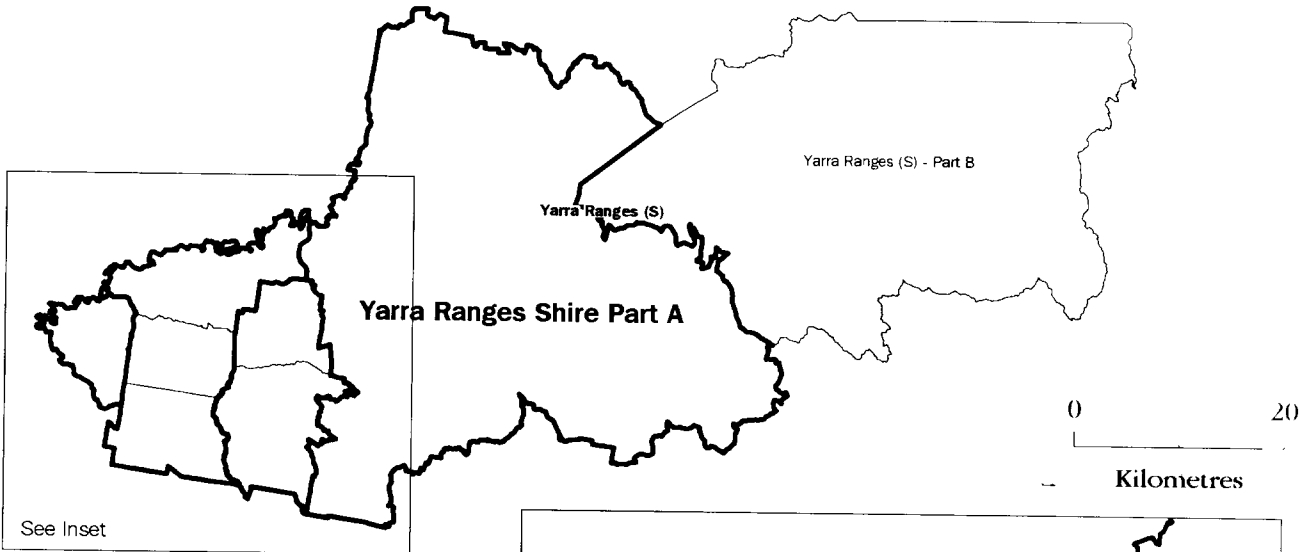 Yarra Ranges (S) - Part B
Yarra Ranges (S)
Yarra Ranges Shire Part A
0 20
Kilometres
See Inset